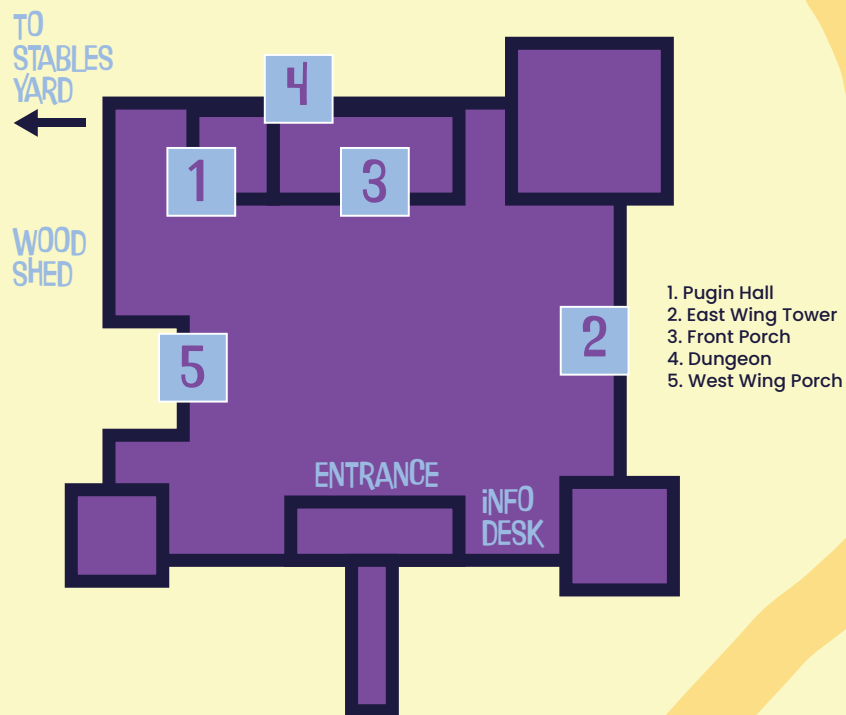 TO
STABLES
YARD
4
1
3
WOOD
SHED
2
5
1. Pugin Hall
2. East Wing Tower
3. Front Porch
4. Dungeon
5. West Wing Porch
ENTRANCE
iNFO
DESK